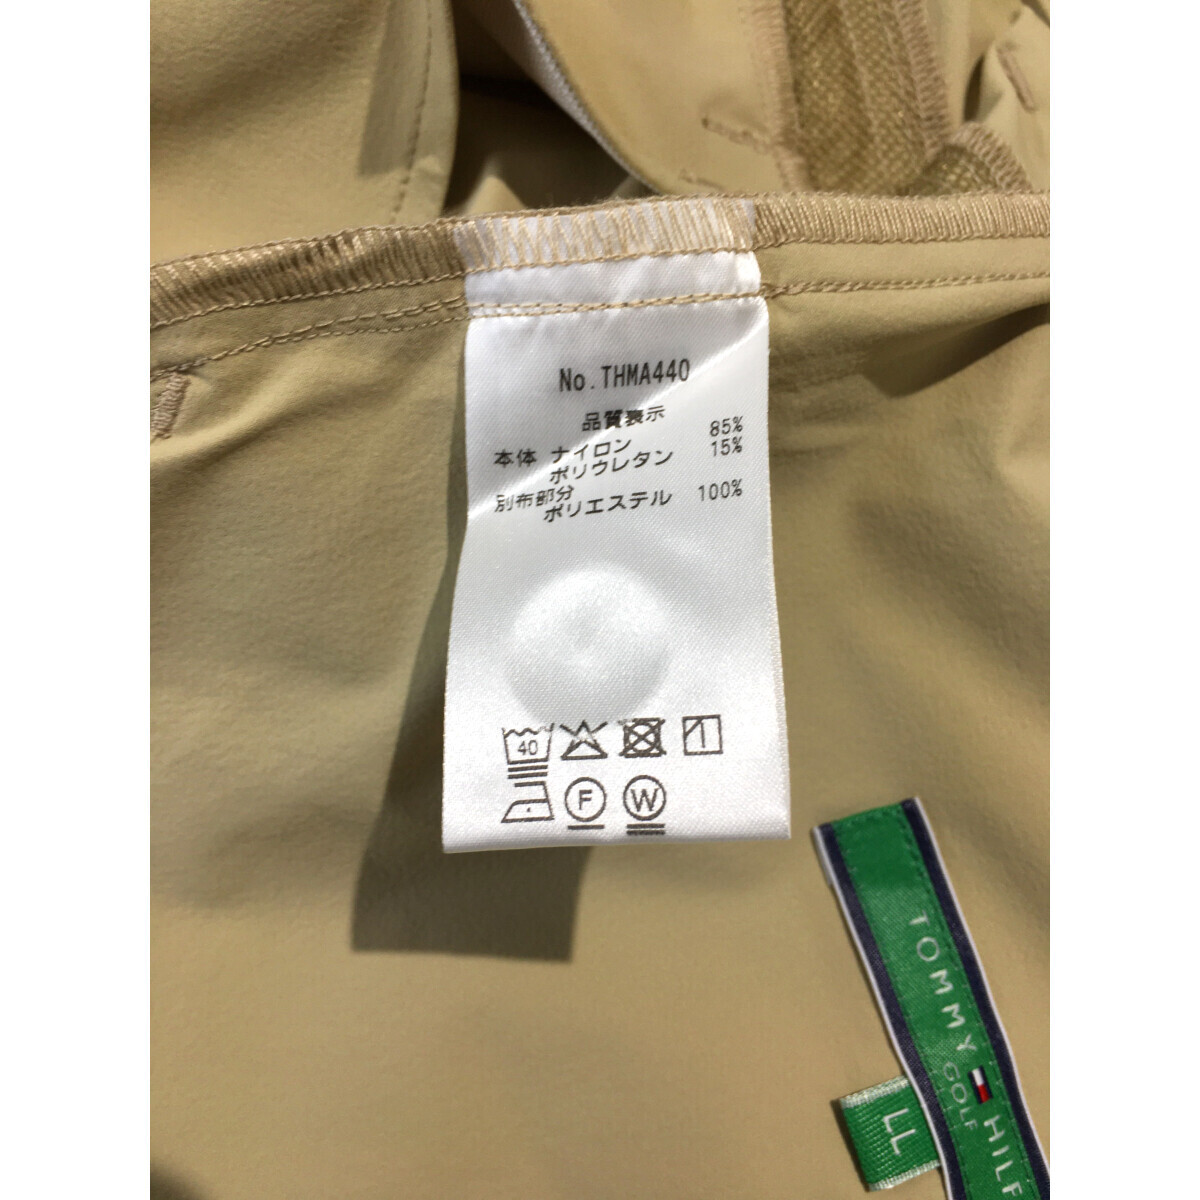 No.THMA440
品質表示
本体 ナイロン 85%
ポリウレタン 15%
別布部分
ポリエステル 100%
40
F W
TOMMY HILF
GOLF
LL